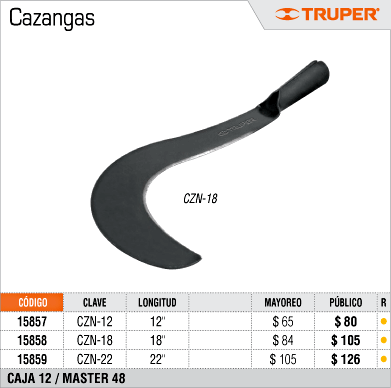 Cazangas
TRUPER®
TRUPER
CZN-18
CÓDIGO CLAVE LONGITUD MAYOREO PÚBLICO R
15857 CZN-12 12" $ 65 $ 80
15858 CZN-18 18" $ 84 $ 105
15859 CZN-22 22" $ 105 $ 126
CAJA 12 / MASTER 48